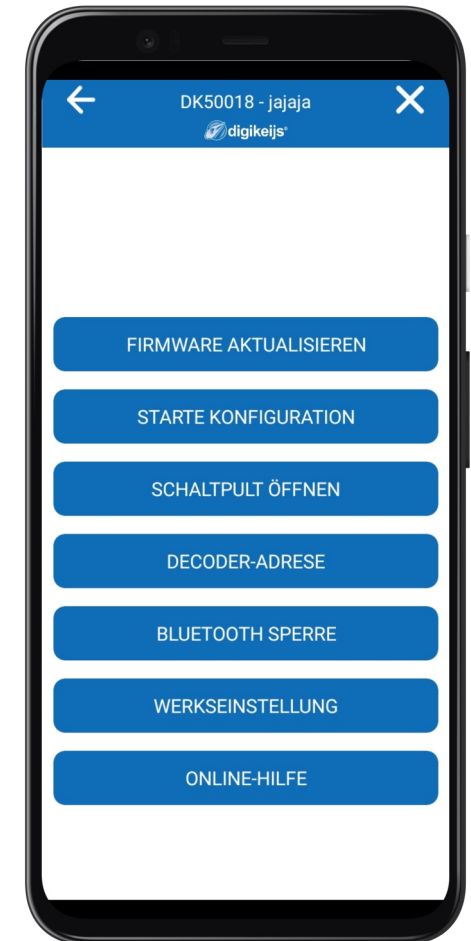 DK50018 - jajaja
digikeijs®
FIRMWARE AKTUALISIEREN
STARTE KONFIGURATION
SCHALTPULT ÖFFNEN
DECODER-ADRESE
BLUETOOTH SPERRE
WERKSEINSTELLUNG
ONLINE-HILFE